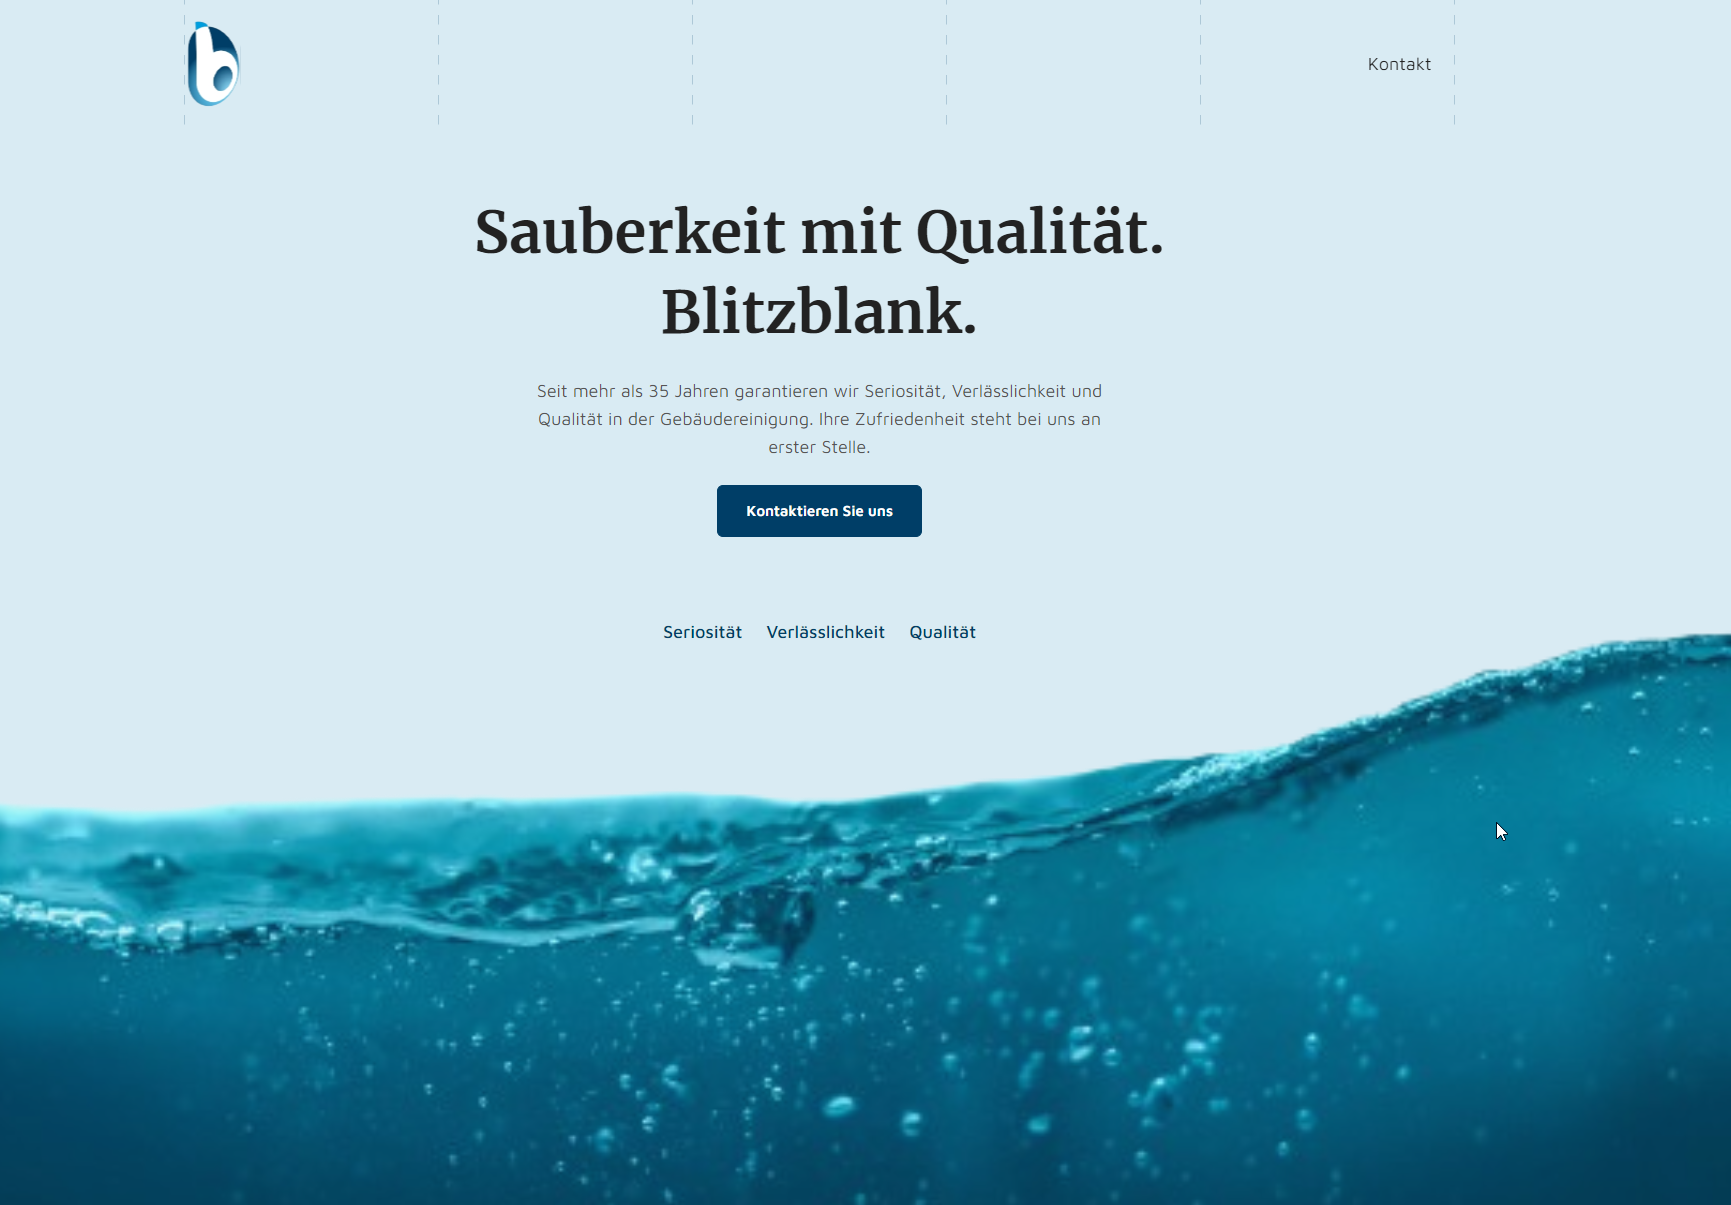 b
Kontakt
Sauberkeit mit Qualität.
Blitzblank.
Seit mehr als 35 Jahren garantieren wir Seriosität, Verlässlichkeit und
Qualität in der Gebäudereinigung. Ihre Zufriedenheit steht bei uns an
erster Stelle.
Kontaktieren Sie uns
Seriosität Verlässlichkeit Qualität